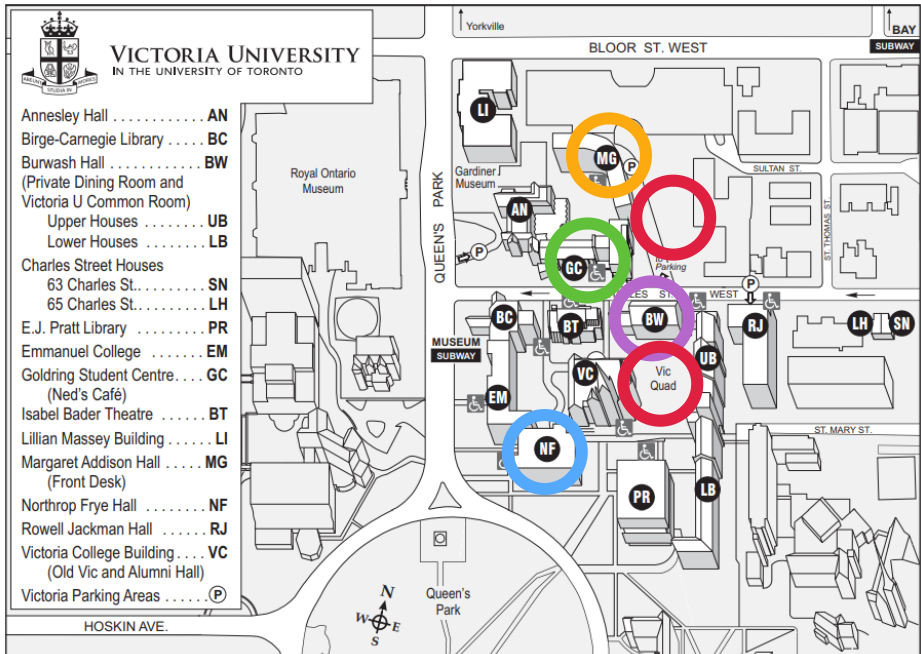 VICTORIA UNIVERSITY
IN THE UNIVERSITY OF TORONTO
Annesley Hall . . . . . . . . . . . . AN
Birge-Carnegie Library . . . . . BC
Burwash Hall . . . . . . . . . . . . BW
(Private Dining Room and
Victoria U Common Room)
Upper Houses . . . . . . . . UB
Lower Houses . . . . . . . . LB
Charles Street Houses
63 Charles St. . . . . . . . . . SN
65 Charles St. . . . . . . . . . LH
E.J. Pratt Library . . . . . . . . . PR
Emmanuel College . . . . . . . EM
Goldring Student Centre . . . . GC
(Ned's Café)
Isabel Bader Theatre . . . . . . BT
Lillian Massey Building . . . . . . LI
Margaret Addison Hall . . . . . MG
(Front Desk)
Northrop Frye Hall . . . . . . . . NF
Rowell Jackman Hall . . . . . . RJ
Victoria College Building . . . . VC
(Old Vic and Alumni Hall)
Victoria Parking Areas . . . . . . P
Yorkville
BAY
SUBWAY
BLOOR ST. WEST
LI
MG
P
SULTAN ST.
Royal Ontario
Museum
Gardiner
Museum
QUEEN'S PARK
AN
ST. THOMAS ST.
P
GC
Parking
P
WEST
BC
BT
BW
RJ
LH
SN
MUSEUM
SUBWAY
UB
VC
Vic
Quad
EM
ST. MARY ST.
NF
PR
LB
Queen's
Park
N
W
E
S
HOSKIN AVE.